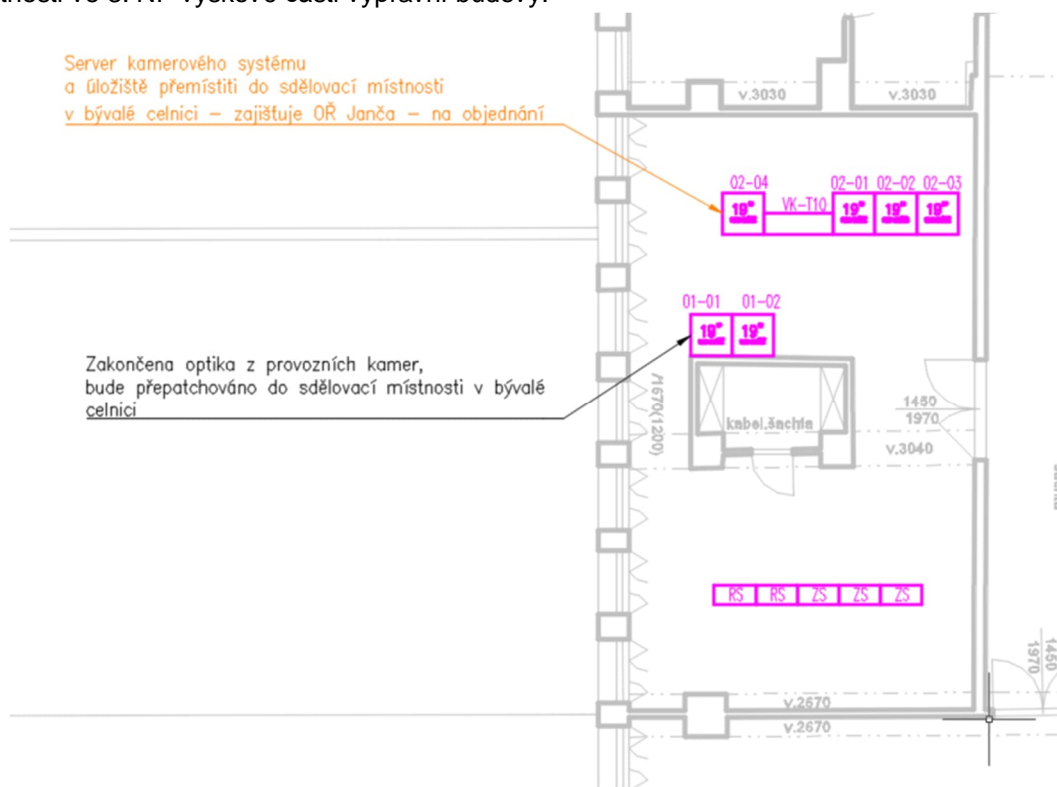 Server kamerového systému
a úložiště přemístiti do sdělovací místnosti
v bývalé celnici – zajišťuje OŘ Janča – na objednání
v.3030
v.3030
02-04
02-01 02-02 02-03
19"
VK-T10
19"
19"
19"
01-01 01-02
19"
19"
Zakončena optika z provozních kamer,
bude přepatchováno do sdělovací místnosti v bývalé
celnici
/1670(1200)
kabel.šachta
1450
1970
v.3040
RS RS ZS ZS ZS
1970
1450
v.2670
v.2670